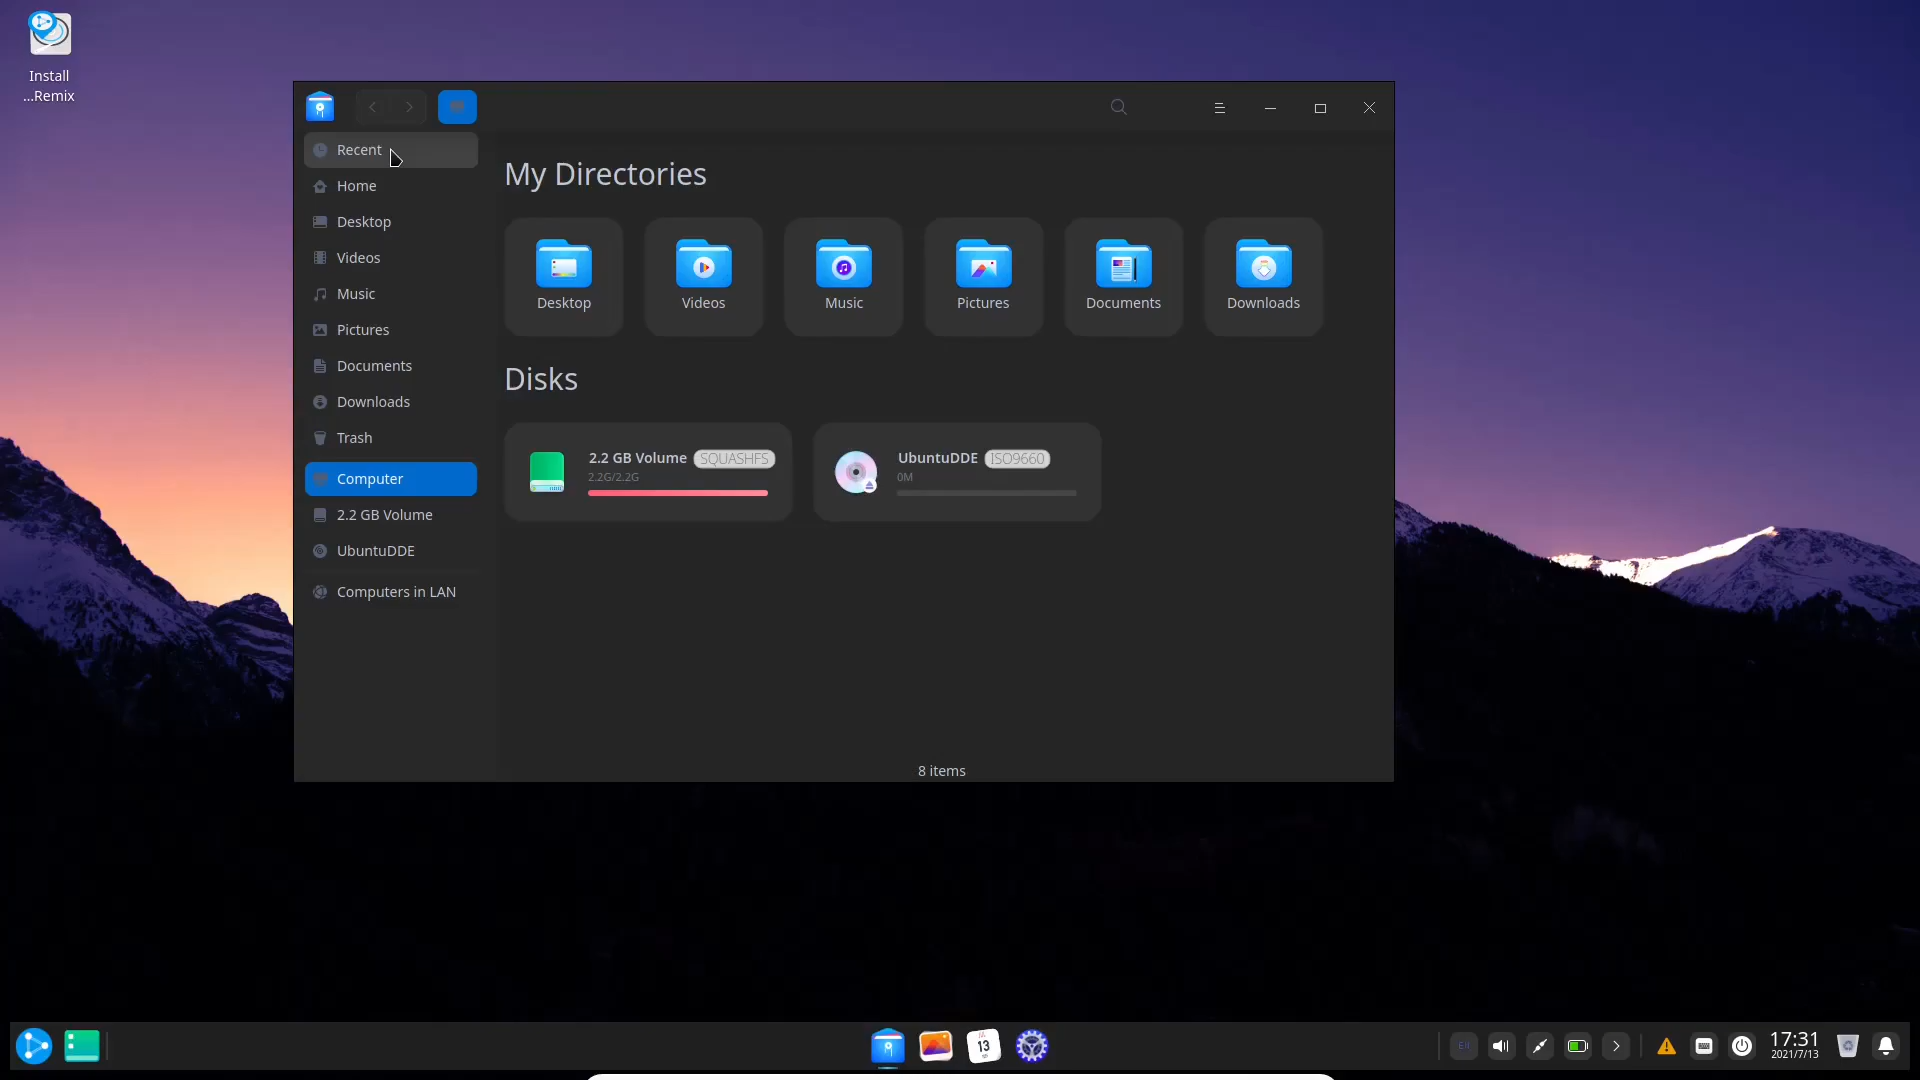 Install
...Remix
Recent
Home
Desktop
Videos
Music
Pictures
Documents
Downloads
Trash
Computer
2.2 GB Volume
UbuntuDDE
Computers in LAN
My Directories
Desktop
Videos
Music
Pictures
Documents
Downloads
Disks
2.2 GB Volume SQUASHFS
2.2G/2.2G
UbuntuDDE ISO9660
0M
8 items
13
EN
17:31
2021/7/13